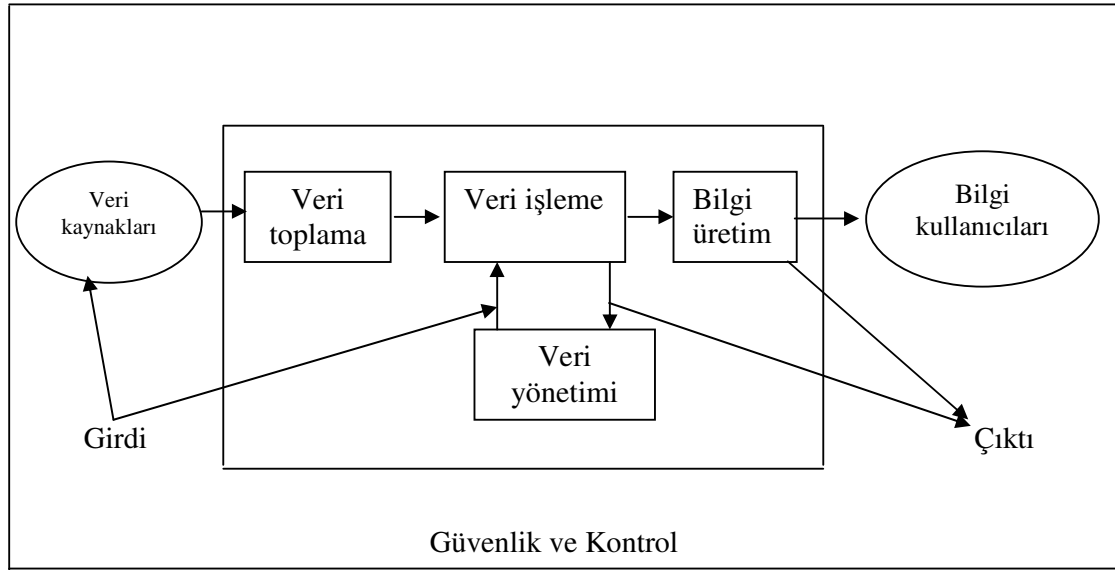 Veri
kaynakları
Veri
toplama
Veri işleme
Bilgi
üretim
Bilgi
kullanıcıları
Veri
yönetimi
Girdi
Çıktı
Güvenlik ve Kontrol